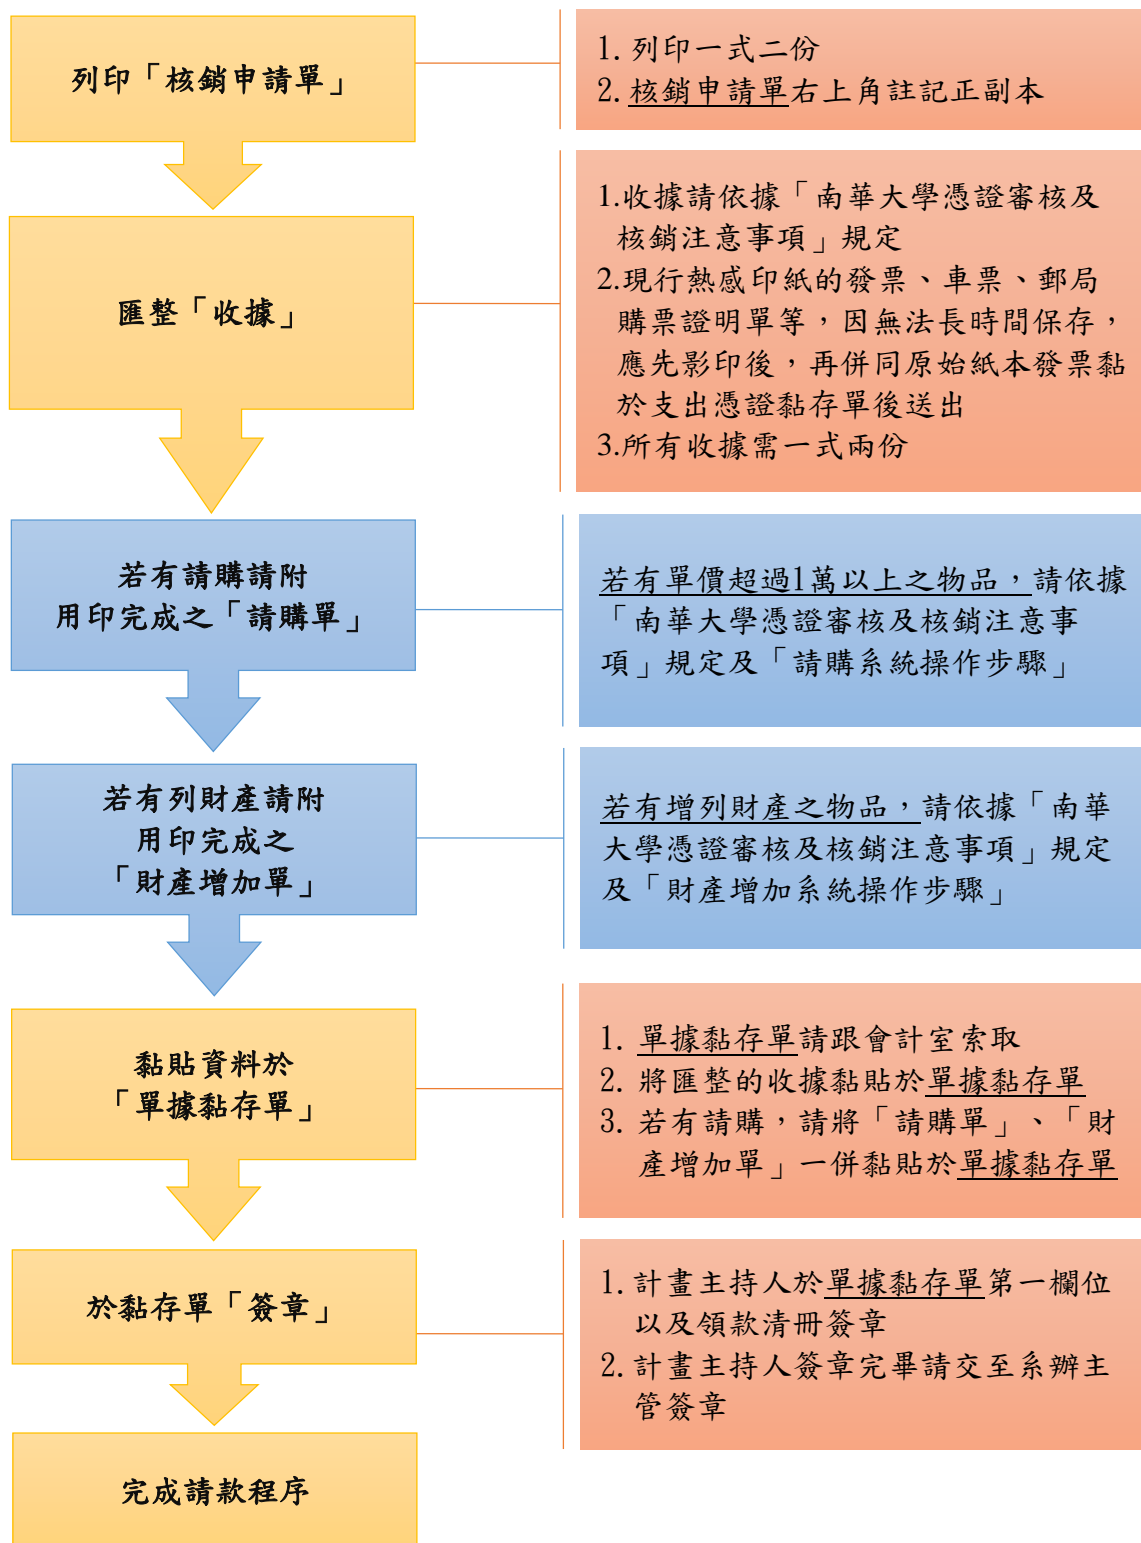 列印「核銷申請單」
1. 列印一式二份
2. 核銷申請單右上角註記正副本
匯整「收據」
1.收據請依據「南華大學憑證審核及
核銷注意事項」規定
2.現行熱感印紙的發票、車票、郵局
購票證明單等，因無法長時間保存，
應先影印後，再併同原始紙本發票黏
於支出憑證黏存單後送出
3.所有收據需一式兩份
若有請購請附
用印完成之「請購單」
若有單價超過1萬以上之物品，請依據
「南華大學憑證審核及核銷注意事
項」規定及「請購系統操作步驟」
若有列財產請附
用印完成之
「財產增加單」
若有增列財產之物品，請依據「南華
大學憑證審核及核銷注意事項」規定
及「財產增加系統操作步驟」
黏貼資料於
「單據黏存單」
1. 單據黏存單請跟會計室索取
2. 將匯整的收據黏貼於單據黏存單
3. 若有請購，請將「請購單」、「財
產增加單」一併黏貼於單據黏存單
於黏存單「簽章」
1. 計畫主持人於單據黏存單第一欄位
以及領款清冊簽章
2. 計畫主持人簽章完畢請交至系辦主
管簽章
完成請款程序